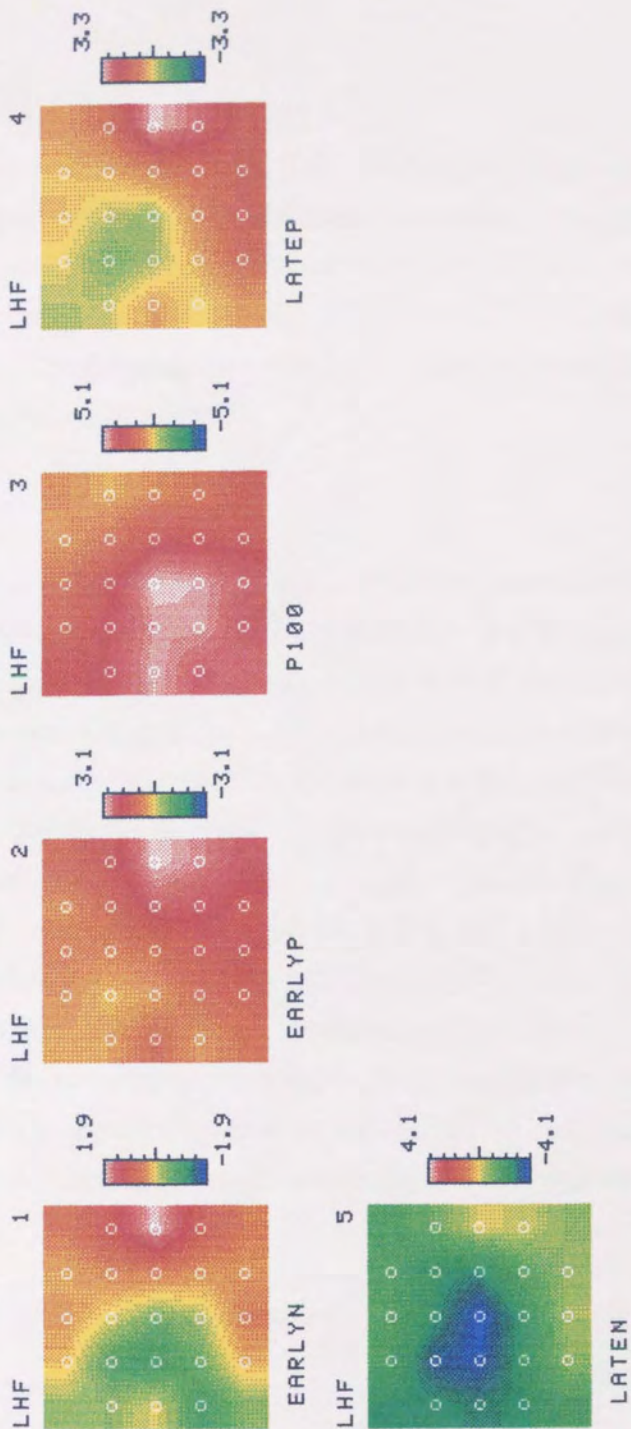 LHF 1
1.9
-1.9
EARLYN
LHF 2
3.1
-3.1
EARLYP
LHF 3
5.1
-5.1
P100
LHF 4
3.3
-3.3
LATEP
LHF 5
4.1
-4.1
LATEN